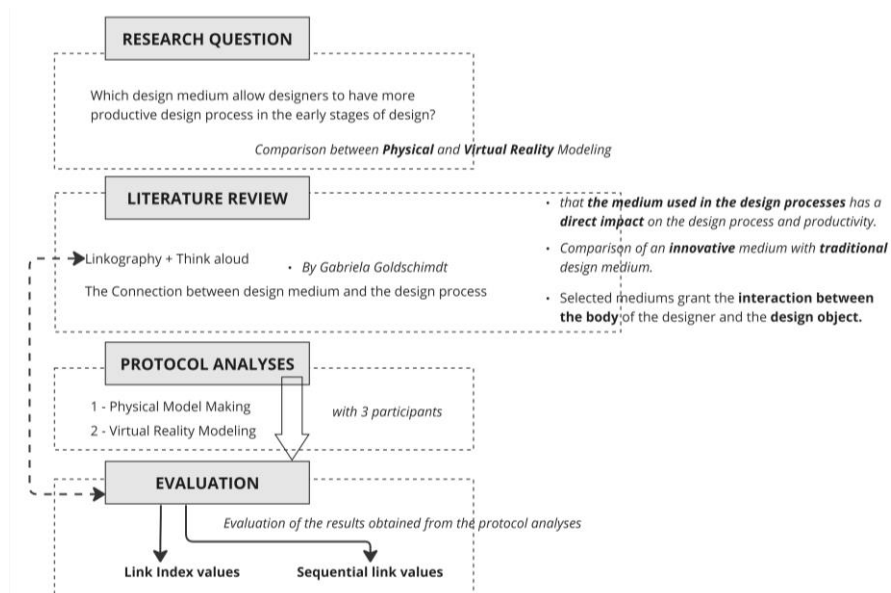 RESEARCH QUESTION
Which design medium allow designers to have more
productive design process in the early stages of design?
Comparison between Physical and Virtual Reality Modeling
LITERATURE REVIEW
Linkography + Think aloud
• By Gabriela Goldschimdt
The Connection between design medium and the design process
• that the medium used in the design processes has a
direct impact on the design process and productivity.
• Comparison of an innovative medium with traditional
design medium.
• Selected mediums grant the interaction between
the body of the designer and the design object.
PROTOCOL ANALYSES
1 - Physical Model Making
2 - Virtual Reality Modeling
with 3 participants
EVALUATION
Evaluation of the results obtained from the protocol analyses
Link Index values
Sequential link values